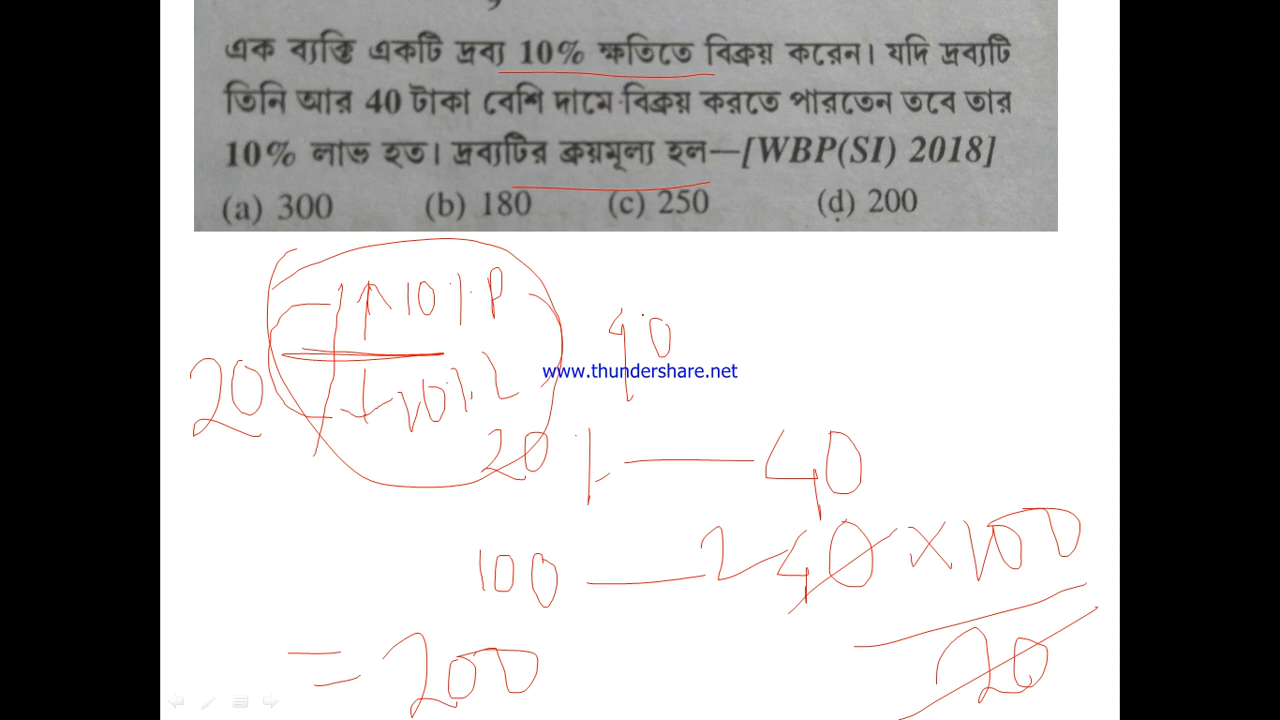 এক ব্যক্তি একটি দ্রব্য 10% ক্ষতিতে বিক্রয় করেন। যদি দ্রব্যটি
তিনি আর 40 টাকা বেশি দামে বিক্রয় করতে পারতেন তবে তার
10% লাভ হত। দ্রব্যটির ক্রয়মূল্য হল—[WBP(SI) 2018]
(a) 300 (b) 180 (c) 250 (d) 200
↑ 10% P
40
www.thundershare.net
20 ↓ 10% L
20 % — 40
100 — 2 40 × 100
20
= 200